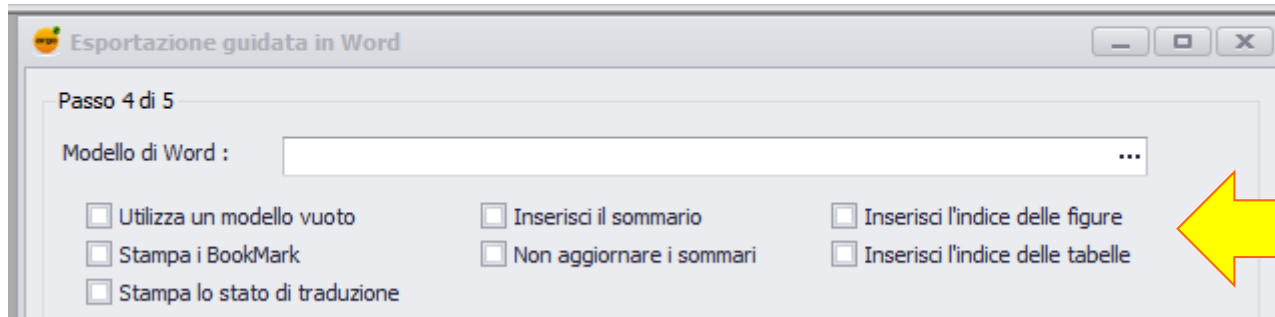 Esportazione guidata in Word
Passo 4 di 5
Modello di Word :
...
Utilizza un modello vuoto
Inserisci il sommario
Inserisci l'indice delle figure
Stampa i BookMark
Non aggiornare i sommari
Inserisci l'indice delle tabelle
Stampa lo stato di traduzione